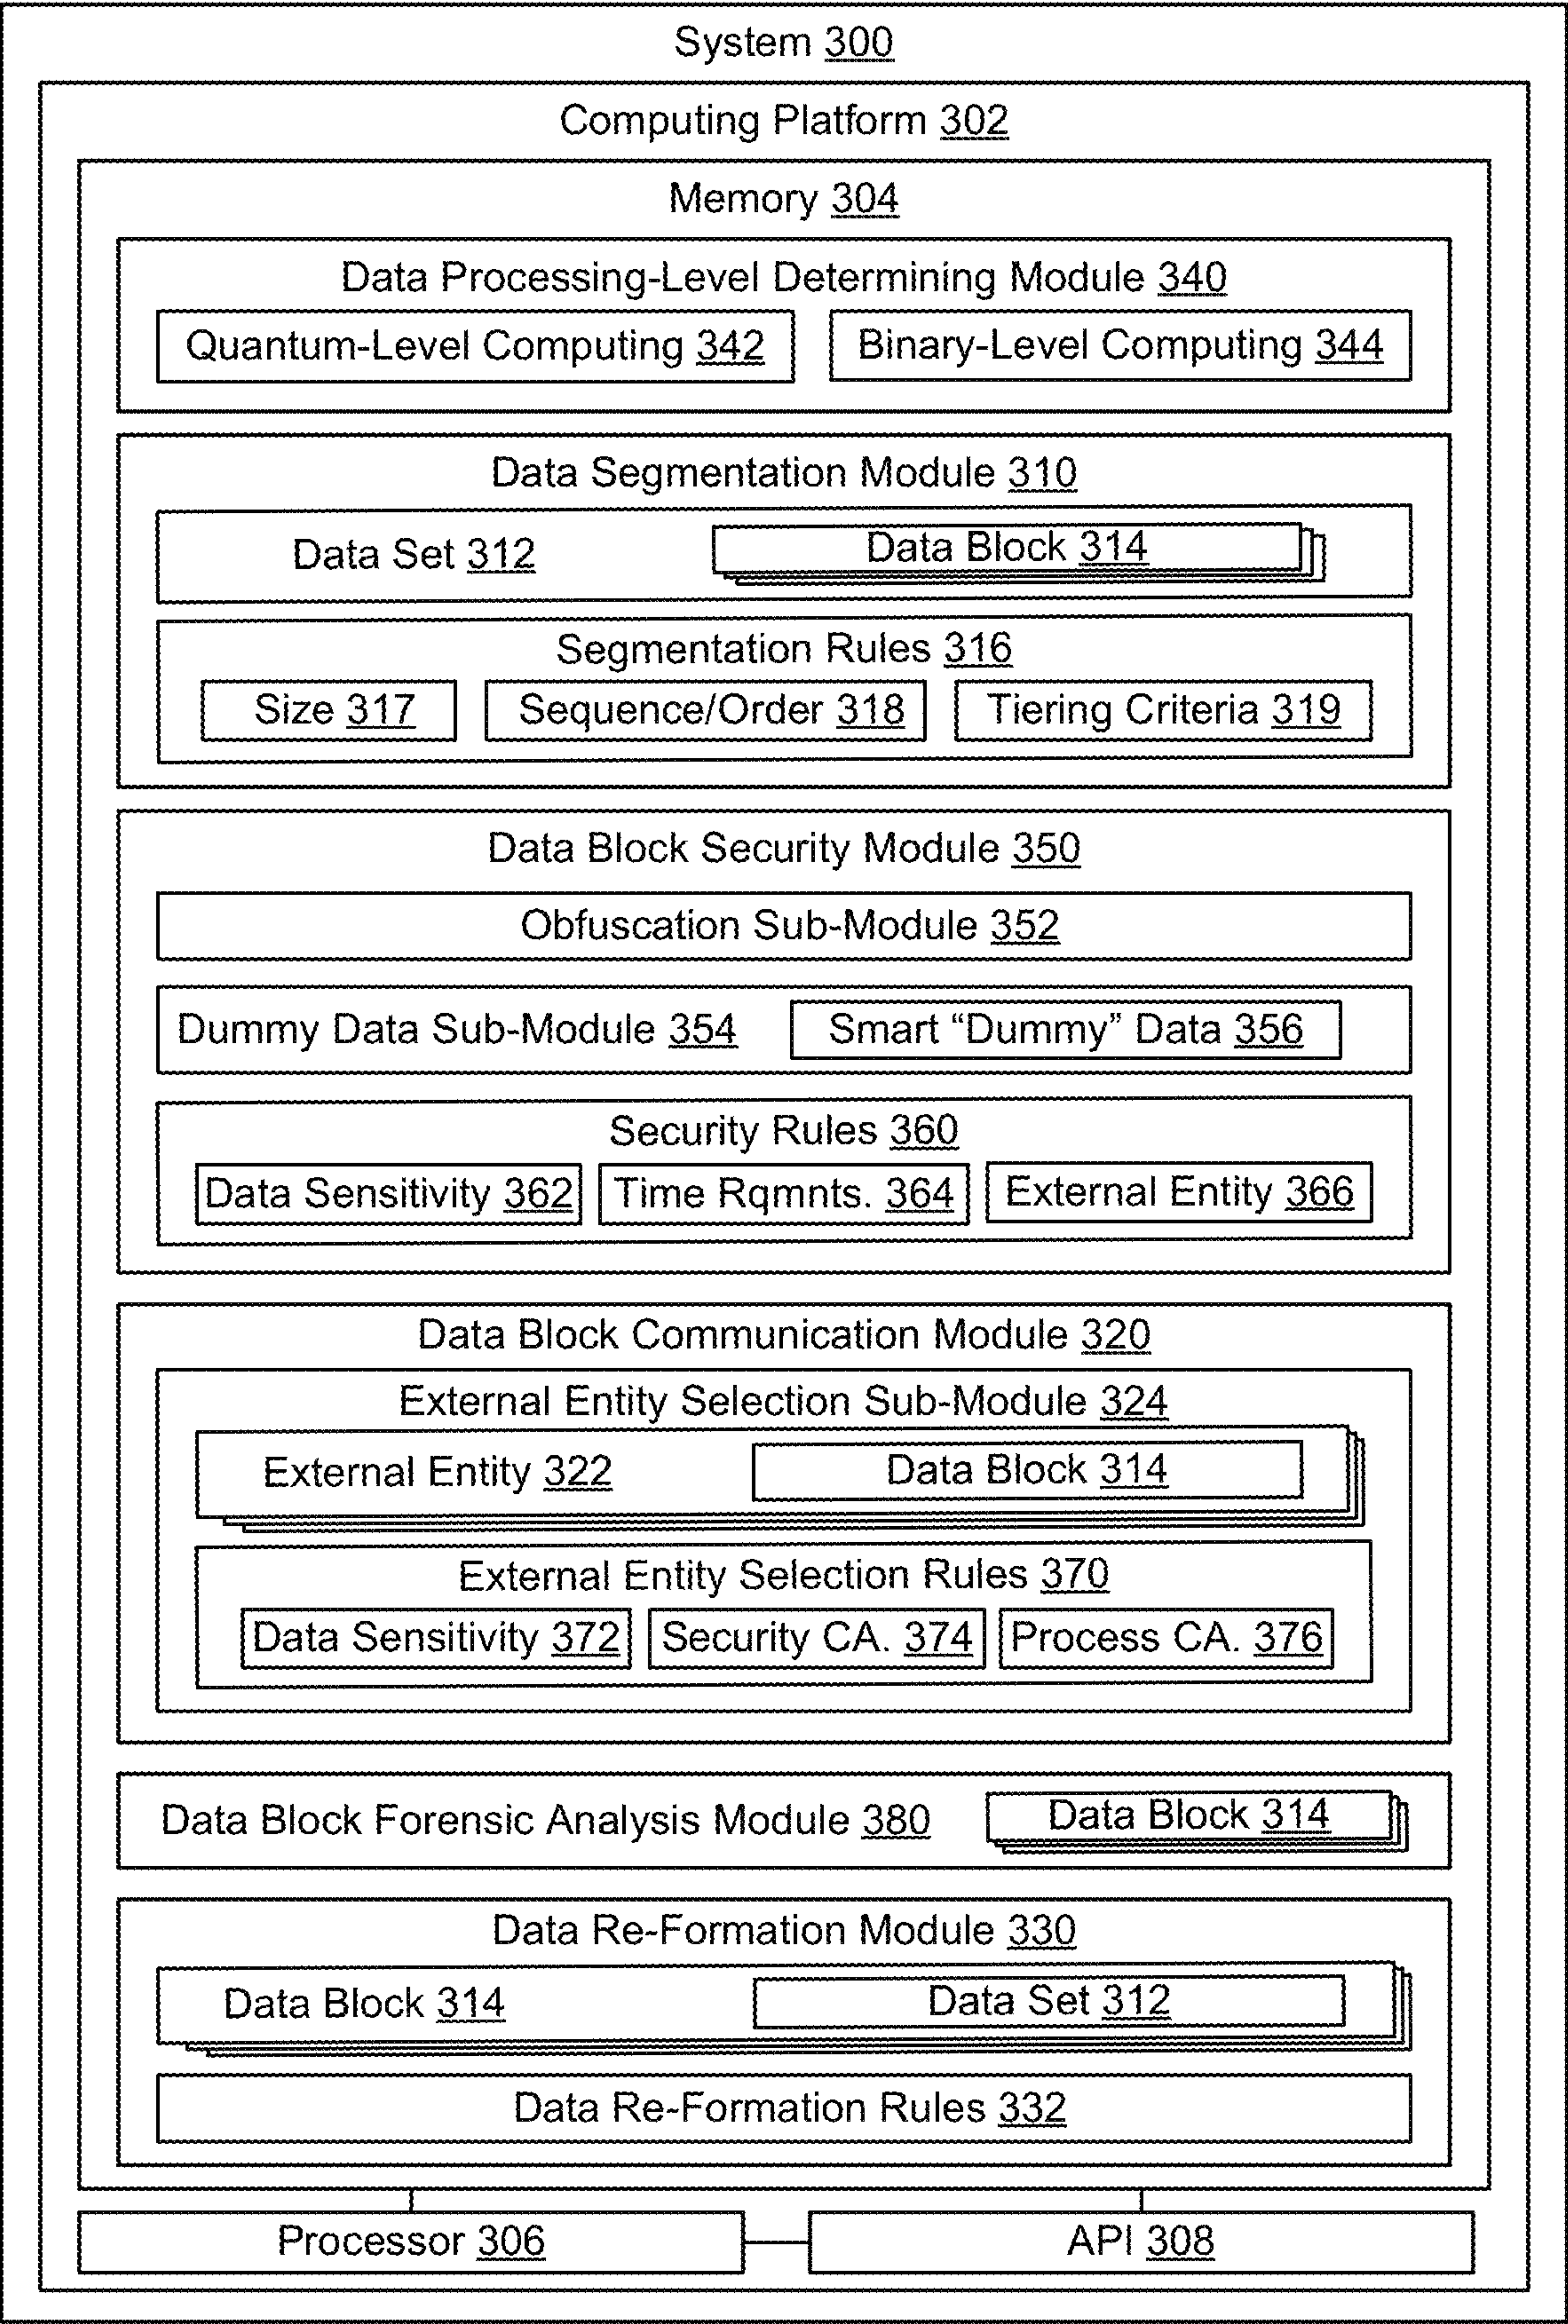 System 300
Computing Platform 302
Memory 304
Data Processing-Level Determining Module 340
Quantum-Level Computing 342
Binary-Level Computing 344
Data Segmentation Module 310
Data Set 312
Data Block 314
Segmentation Rules 316
Size 317
Sequence/Order 318
Tiering Criteria 319
Data Block Security Module 350
Obfuscation Sub-Module 352
Dummy Data Sub-Module 354
Smart “Dummy” Data 356
Security Rules 360
Data Sensitivity 362
Time Rqmnts. 364
External Entity 366
Data Block Communication Module 320
External Entity Selection Sub-Module 324
External Entity 322
Data Block 314
External Entity Selection Rules 370
Data Sensitivity 372
Security CA. 374
Process CA. 376
Data Block Forensic Analysis Module 380
Data Block 314
Data Re-Formation Module 330
Data Block 314
Data Set 312
Data Re-Formation Rules 332
Processor 306
API 308